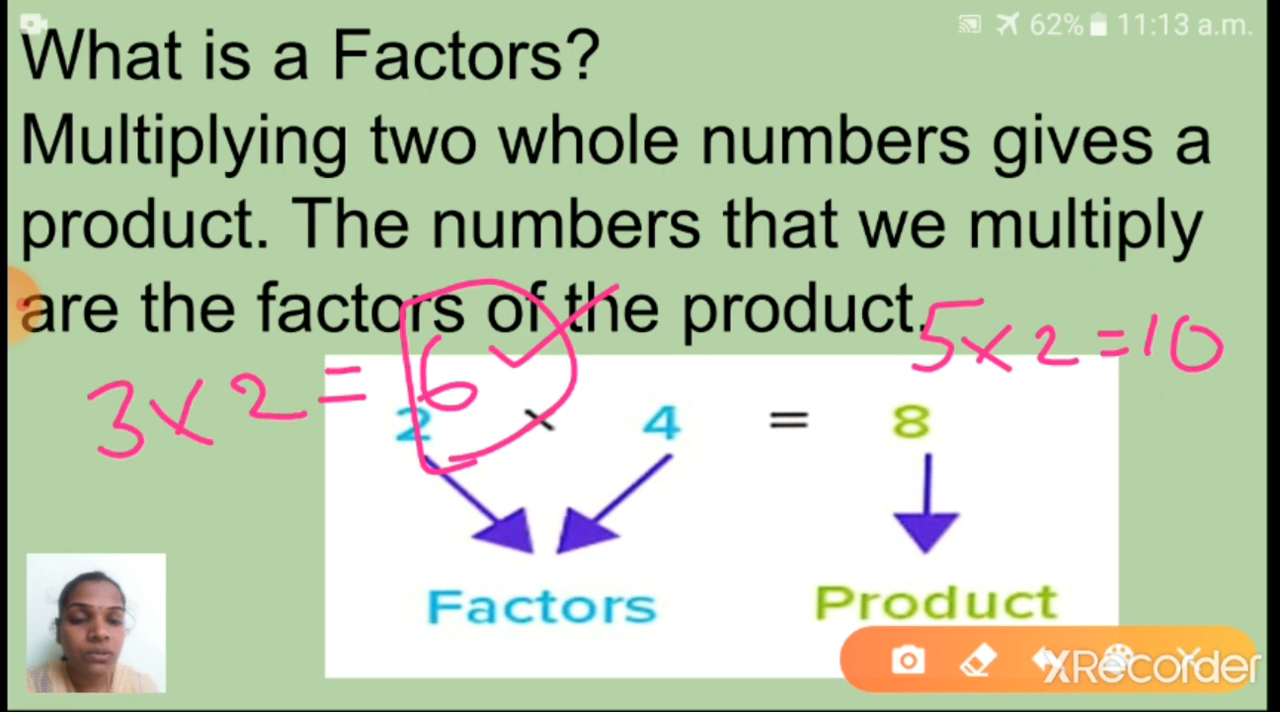 62% 11:13 a.m.
What is a Factors?
Multiplying two whole numbers gives a
product. The numbers that we multiply
are the factors of the product.
5×2=10
3×2=6
2 × 4 = 8
Factors Product
XRecorder